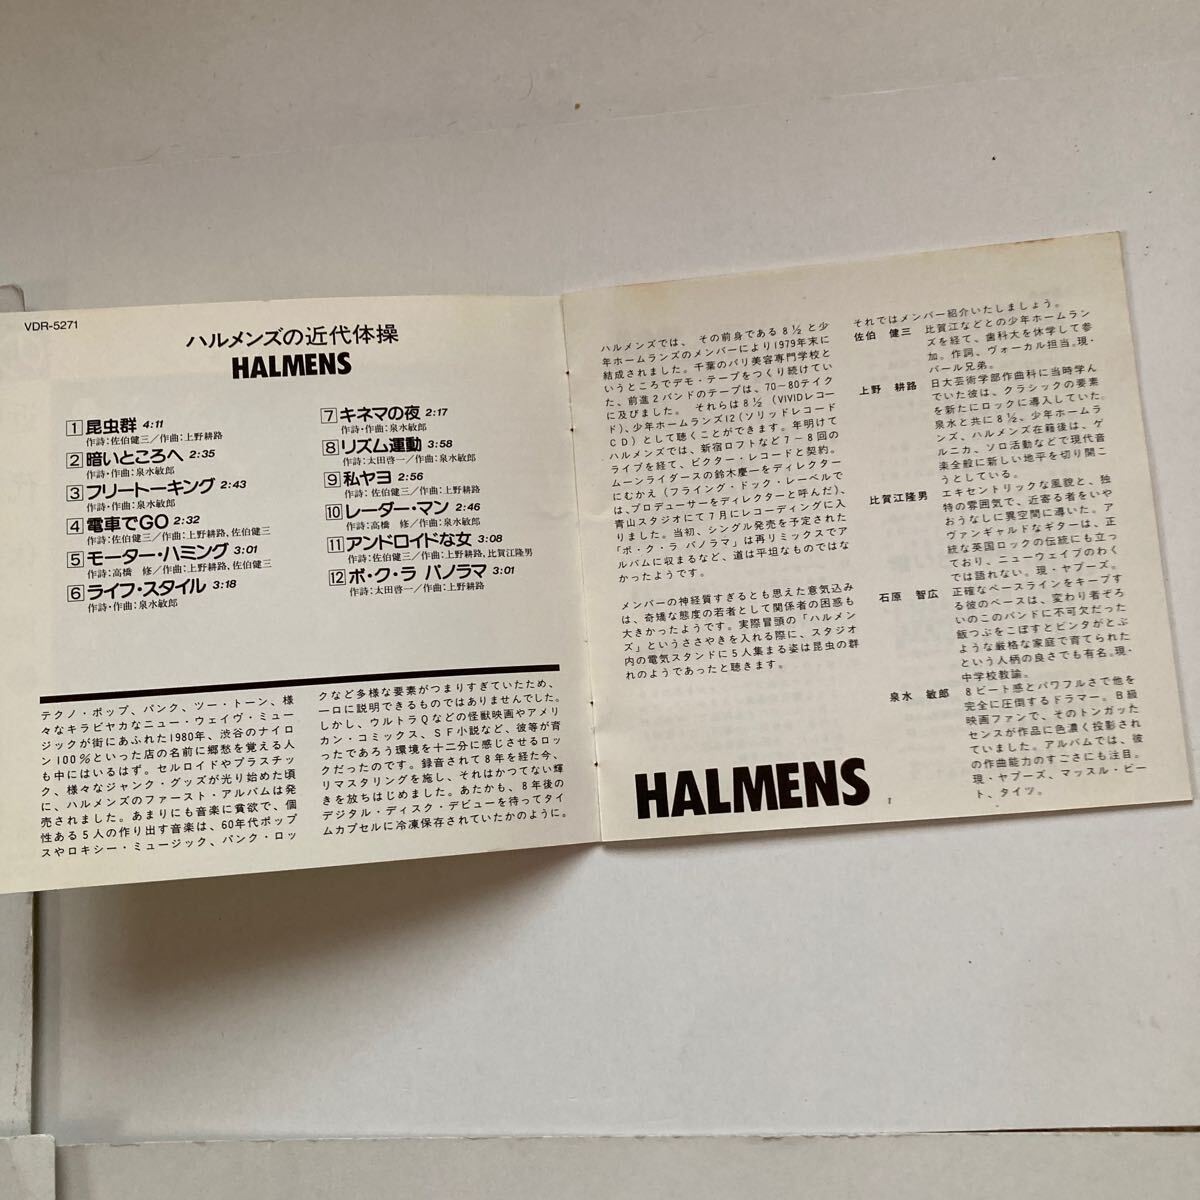 VDR-5271
ハルメンズの近代体操
HALMENS
1 昆虫群 4:11
作詩:佐伯健三/作曲:上野耕路
2 暗いところへ 2:35
作詩・作曲:泉水敏郎
3 フリートーキング 2:43
作詩・作曲:泉水敏郎
4 電車でGO 2:32
作詩:佐伯健三/作曲:上野耕路,佐伯健三
5 モーター・ハミング 3:01
作詩:高橋 修/作曲:上野耕路,佐伯健三
6 ライフ・スタイル 3:18
作詩・作曲:泉水敏郎
7 キネマの夜 2:17
作詩・作曲:泉水敏郎
8 リズム運動 3:58
作詩:太田啓一/作曲:泉水敏郎
9 私ヤヨ 2:56
作詩:佐伯健三/作曲:上野耕路
10 レーダー・マン 2:46
作詩:高橋 修/作曲:泉水敏郎
11 アンドロイドな女 3:08
作詩:佐伯健三/作曲:上野耕路,比賀江隆男
12 ボ・ク・ラ パノラマ 3:01
作詩:太田啓一/作曲:上野耕路
テクノ・ポップ、パンク、ツー・トーン、様
々なキラビヤカなニュー・ウェイヴ・ミュー
ジックが街にあふれた1980年、渋谷のナイロ
ン100%といった店の名前に郷愁を覚える人
も中にはいるはず。セルロイドやプラスチッ
ク、様々なジャンク・グッズが光り始めた頃
に、ハルメンズのファースト・アルバムは発
売されました。あまりにも音楽に貪欲で、個
性ある5人の作り出す音楽は、60年代ポップ
スやロキシー・ミュージック、パンク・ロッ
クなど多様な要素がつまりすぎていたため、
一口に説明できるものではありませんでした。
しかし、ウルトラQなどの怪獣映画やアメリ
カン・コミックス、SF小説など、彼等が育
ったであろう環境を十二分に感じさせるロッ
クだったのです。録音されて8年を経た今、
リマスタリングを施し、それはかつてない輝
きを放ちはじめました。あたかも、8年後の
デジタル・ディスク・デビューを待ってタイ
ムカプセルに冷凍保存されていたかのように。
ハルメンズでは、その前身である8½と少
年ホームランズのメンバーにより1979年末に
結成されました。千葉のパリ美容専門学校と
いうところでデモ・テープをつくり続けてい
た、前進2バンドのテープは、70〜80テイク
に及びました。それらは8½(VIVIDレコー
ド)、少年ホームランズ12(ソリッドレコード
CD)として聴くことができます。年明けて
ハルメンズでは、新宿ロフトなど7〜8回の
ライブを経て、ビクター・レコードと契約。
ムーンライダースの鈴木慶一をディレクター
にむかえ(フライング・ドック・レーベルで
は、プロデューサーをディレクターと呼んだ)、
青山スタジオにて7月にレコーディングに入
りました。当初、シングル発売を予定された
「ボ・ク・ラ パノラマ」は再リミックスでア
ルバムに収まるなど、道は平坦なものではな
かったようです。
メンバーの神経質すぎるとも思えた意気込み
は、奇矯な態度の若者として関係者の困惑も
大きかったようです。実際冒頭の「ハルメン
ズ」というささやきを入れる際に、スタジオ
内の電気スタンドに5人集まる姿は昆虫の群
れのようであったと聴きます。
HALMENS
それではメンバー紹介いたしましょう。
佐伯 健三 比賀江などとの少年ホームラン
ズを経て、歯科大を休学して参
加。作詞、ヴォーカル担当。現・
パール兄弟。
上野 耕路 日大芸術学部作曲科に当時学ん
でいた彼は、クラシックの要素
を新たにロックに導入していた。
泉水と共に8½、少年ホームラ
ンズ、ハルメンズ在籍後は、ゲ
ルニカ、ソロ活動などで現代音
楽全般に新しい地平を切り開こ
うとしている。
比賀江隆男 エキセントリックな風貌と、独
特の雰囲気で、近寄る者をいや
おうなしに異空間に導いた。ア
ヴァンギャルドなギターは、正
統な英国ロックの伝統にも立っ
ており、ニューウェイブのわく
では語れない。現・ヤプーズ。
石原 智広 正確なベースラインをキープす
る彼のベースは、変わり者ぞろ
いのこのバンドに不可欠だった
飯つぶをこぼすとビンタがとぶ
ような厳格な家庭で育てられた
という人柄の良さでも有名。現・
中学校教諭。
泉水 敏郎 8ビート感とパワフルさで他を
完全に圧倒するドラマー。B級
映画ファンで、そのトンガッた
センスが作品に色濃く投影され
ていました。アルバムでは、彼
の作曲能力のすごさにも注目。
現・ヤプーズ、マッスル・ビー
ト、タイツ。